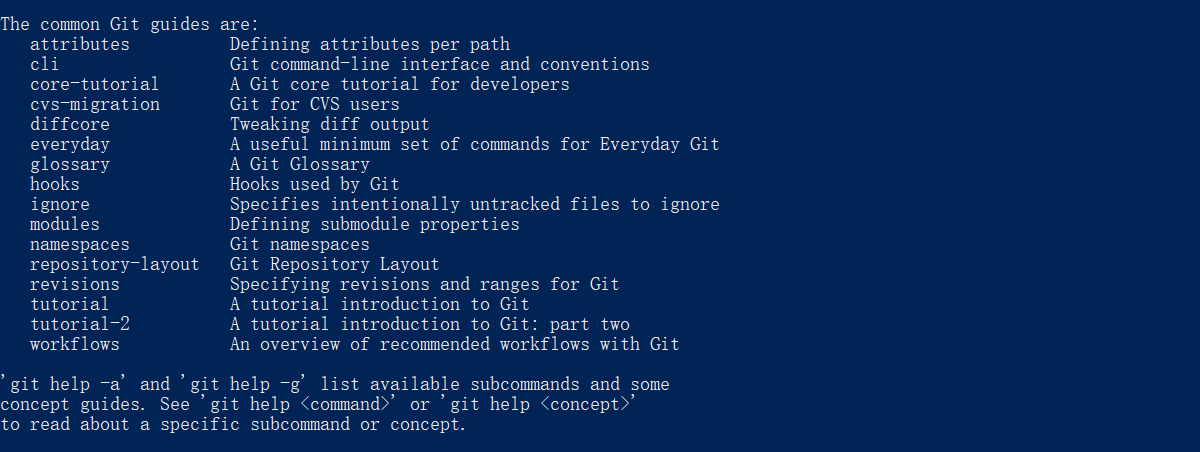 The common Git guides are:
   attributes          Defining attributes per path
   cli                 Git command-line interface and conventions
   core-tutorial       A Git core tutorial for developers
   cvs-migration       Git for CVS users
   diffcore            Tweaking diff output
   everyday            A useful minimum set of commands for Everyday Git
   glossary            A Git Glossary
   hooks               Hooks used by Git
   ignore              Specifies intentionally untracked files to ignore
   modules             Defining submodule properties
   namespaces          Git namespaces
   repository-layout   Git Repository Layout
   revisions           Specifying revisions and ranges for Git
   tutorial            A tutorial introduction to Git
   tutorial-2          A tutorial introduction to Git: part two
   workflows           An overview of recommended workflows with Git

'git help -a' and 'git help -g' list available subcommands and some
concept guides. See 'git help <command>' or 'git help <concept>'
to read about a specific subcommand or concept.